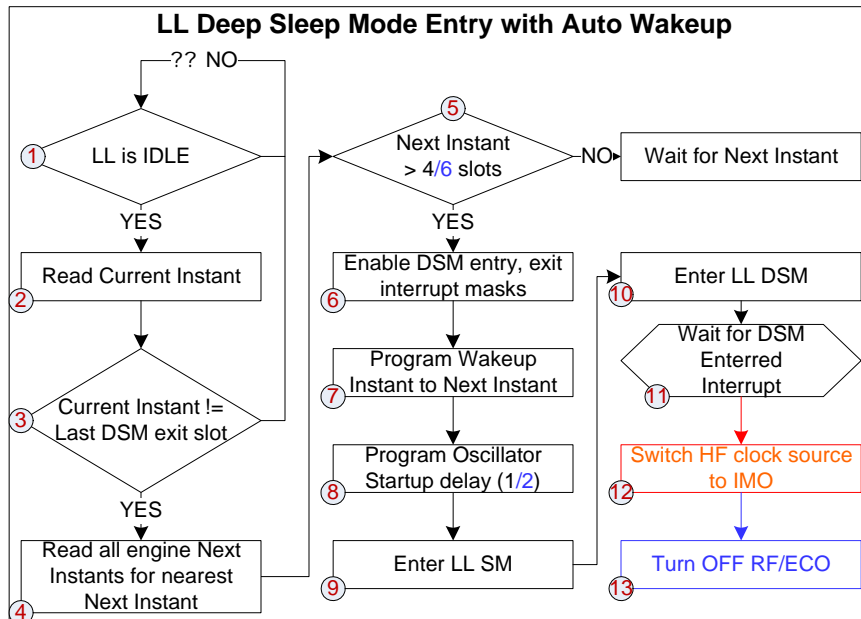 LL Deep Sleep Mode Entry with Auto Wakeup
?? NO
1
LL is IDLE
YES
2
Read Current Instant
3
Current Instant !=
Last DSM exit slot
YES
4
Read all engine Next
Instants for nearest
Next Instant
5
Next Instant
> 4/6 slots
NO
Wait for Next Instant
YES
6
Enable DSM entry, exit
interrupt masks
7
Program Wakeup
Instant to Next Instant
8
Program Oscillator
Startup delay (1/2)
9
Enter LL SM
10
Enter LL DSM
11
Wait for DSM
Enterred
Interrupt
12
Switch HF clock source
to IMO
13
Turn OFF RF/ECO